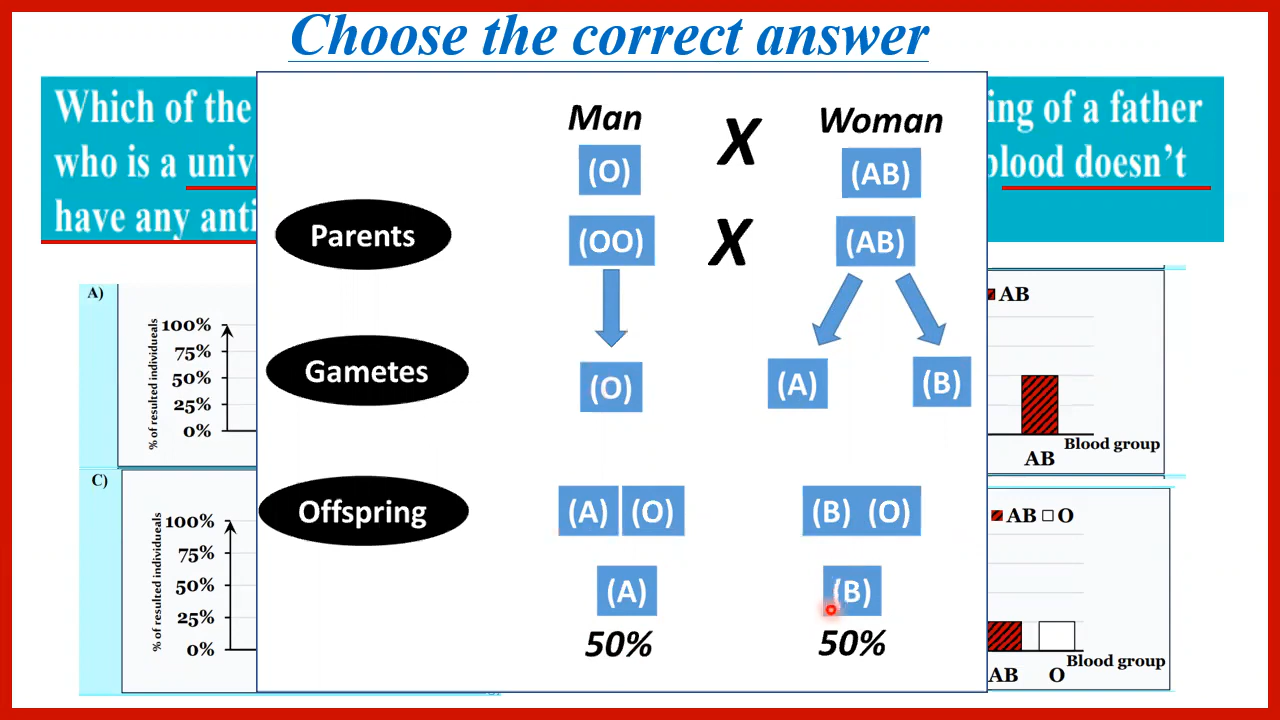 Choose the correct answer
Which of the
ing of a father
who is a univ
blood doesn't
have any anti
Man X Woman
(O) (AB)
Parents (OO) X (AB)
Gametes (O) (A) (B)
Offspring (A) (O) (B) (O)
(A) (B)
50% 50%
A)
% of resulted individueals
100%
75%
50%
25%
0%
AB
Blood group
AB
C)
% of resulted individueals
100%
75%
50%
25%
0%
AB O
Blood group
AB O